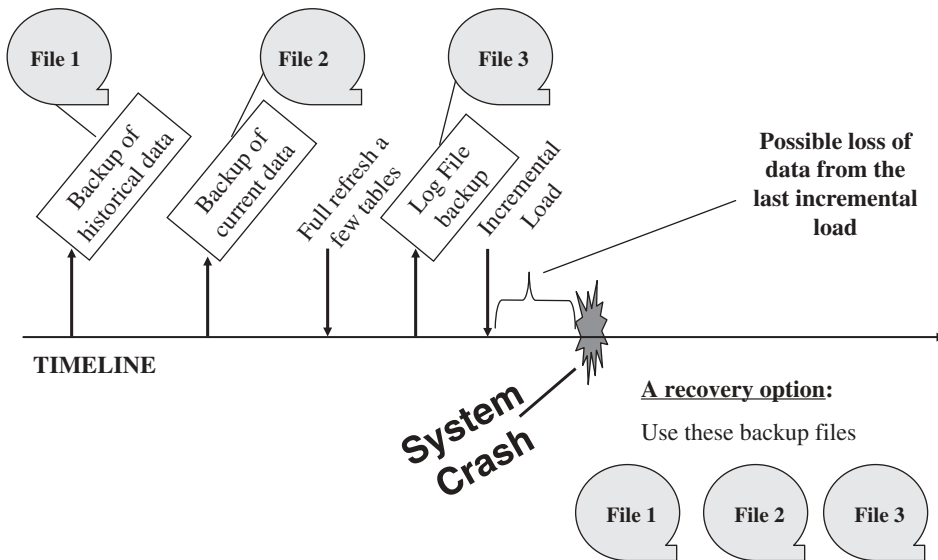 File 1
File 2
File 3
Backup of
historical data
Backup of
current data
Full refresh a
few tables
Log File
backup
Incremental
Load
Possible loss of
data from the
last incremental
load
TIMELINE
System
Crash
A recovery option:
Use these backup files
File 1
File 2
File 3